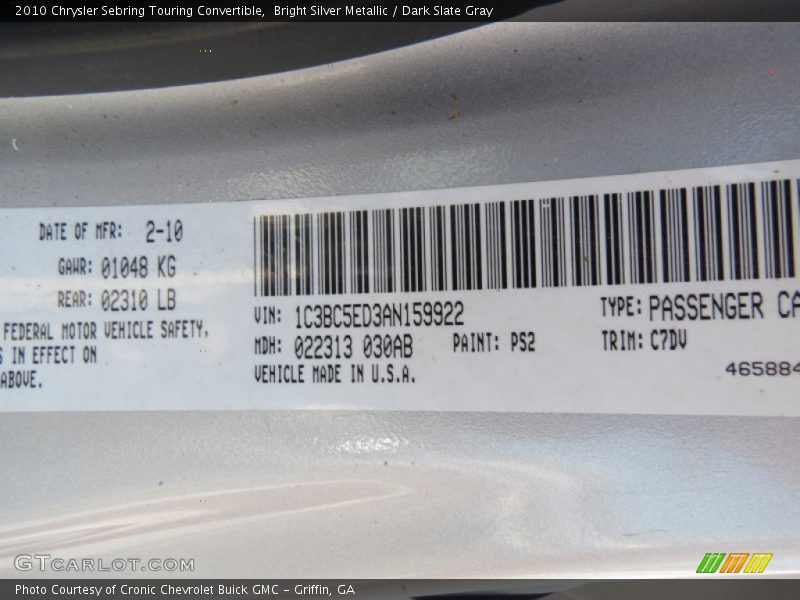 2010 Chrysler Sebring Touring Convertible,  Bright Silver Metallic / Dark Slate Gray
DATE OF MFR: 2-10
GAWR: 01048 KG
REAR: 02310 LB
FEDERAL MOTOR VEHICLE SAFETY,
S IN EFFECT ON
ABOVE.
VIN: 1C3BC5ED3AN159922
TYPE: PASSENGER CA
MDH: 022313 030AB
PAINT: PS2
TRIM: C7DV
VEHICLE MADE IN U.S.A.
465884
GTCARLOT.COM
Photo Courtesy of Cronic Chevrolet Buick GMC - Griffin, GA